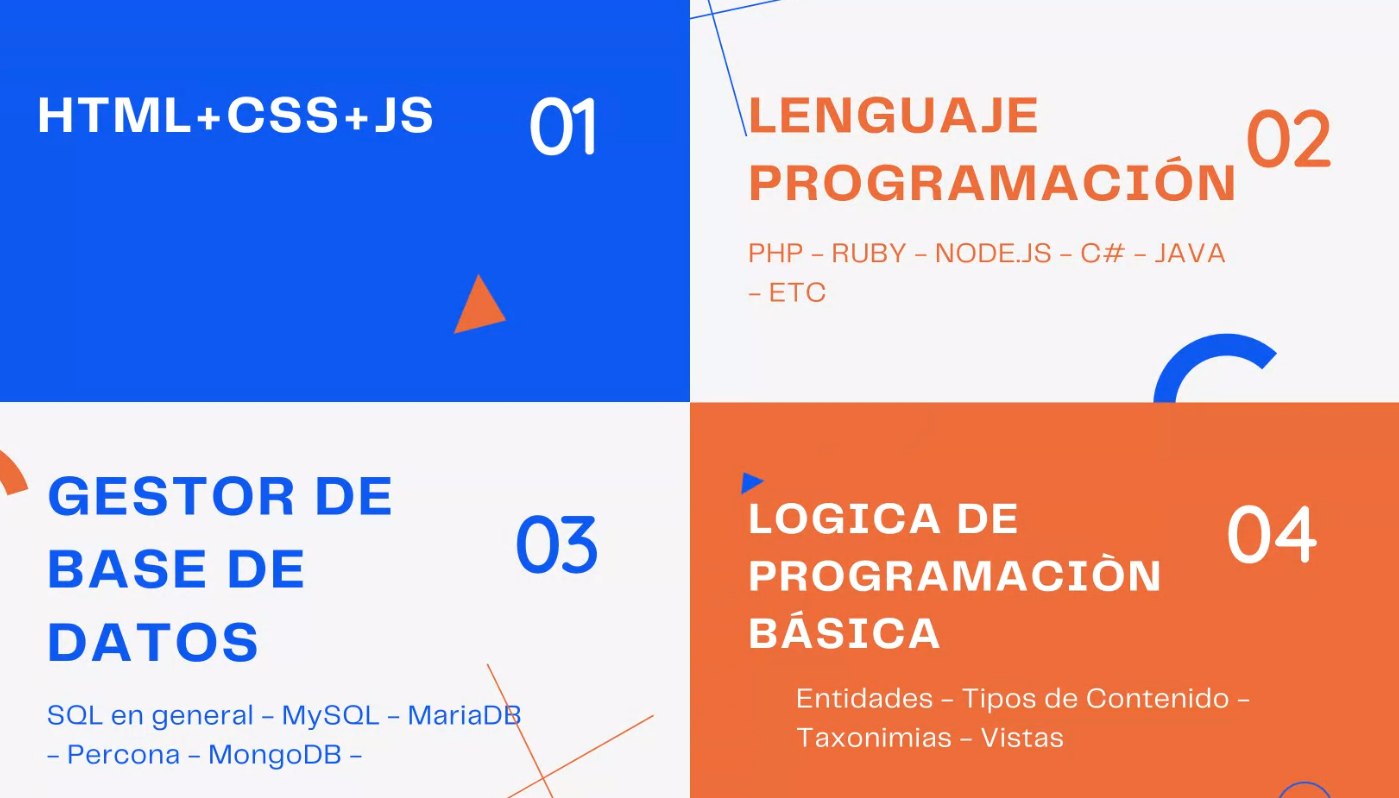 HTML+CSS+JS
01
LENGUAJE
PROGRAMACIÓN
02
PHP – RUBY – NODE.JS – C# – JAVA
– ETC
GESTOR DE
BASE DE
DATOS
03
SQL en general – MySQL – MariaDB
– Percona – MongoDB –
LOGICA DE
PROGRAMACIÒN
BÁSICA
04
Entidades – Tipos de Contenido –
Taxonimias – Vistas